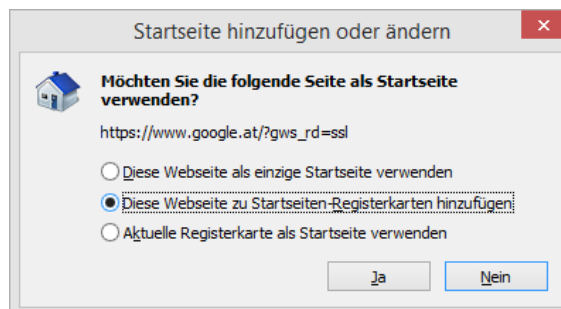 Startseite hinzufügen oder ändern
Möchten Sie die folgende Seite als Startseite
verwenden?
https://www.google.at/?gws_rd=ssl
Diese Webseite als einzige Startseite verwenden
Diese Webseite zu Startseiten-Registerkarten hinzufügen
Aktuelle Registerkarte als Startseite verwenden
Ja Nein